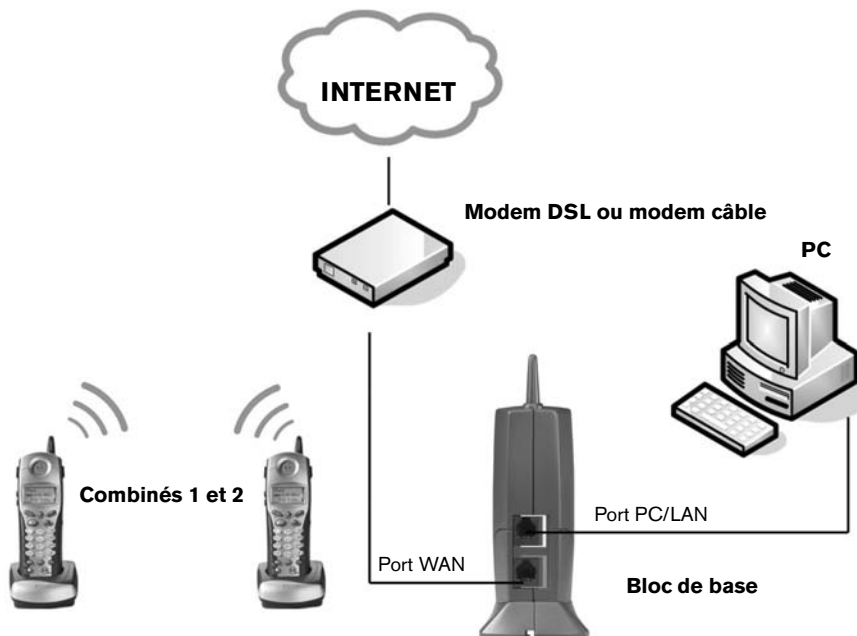 INTERNET
Modem DSL ou modem câble
PC
Combinés 1 et 2
Port PC/LAN
Port WAN
Bloc de base